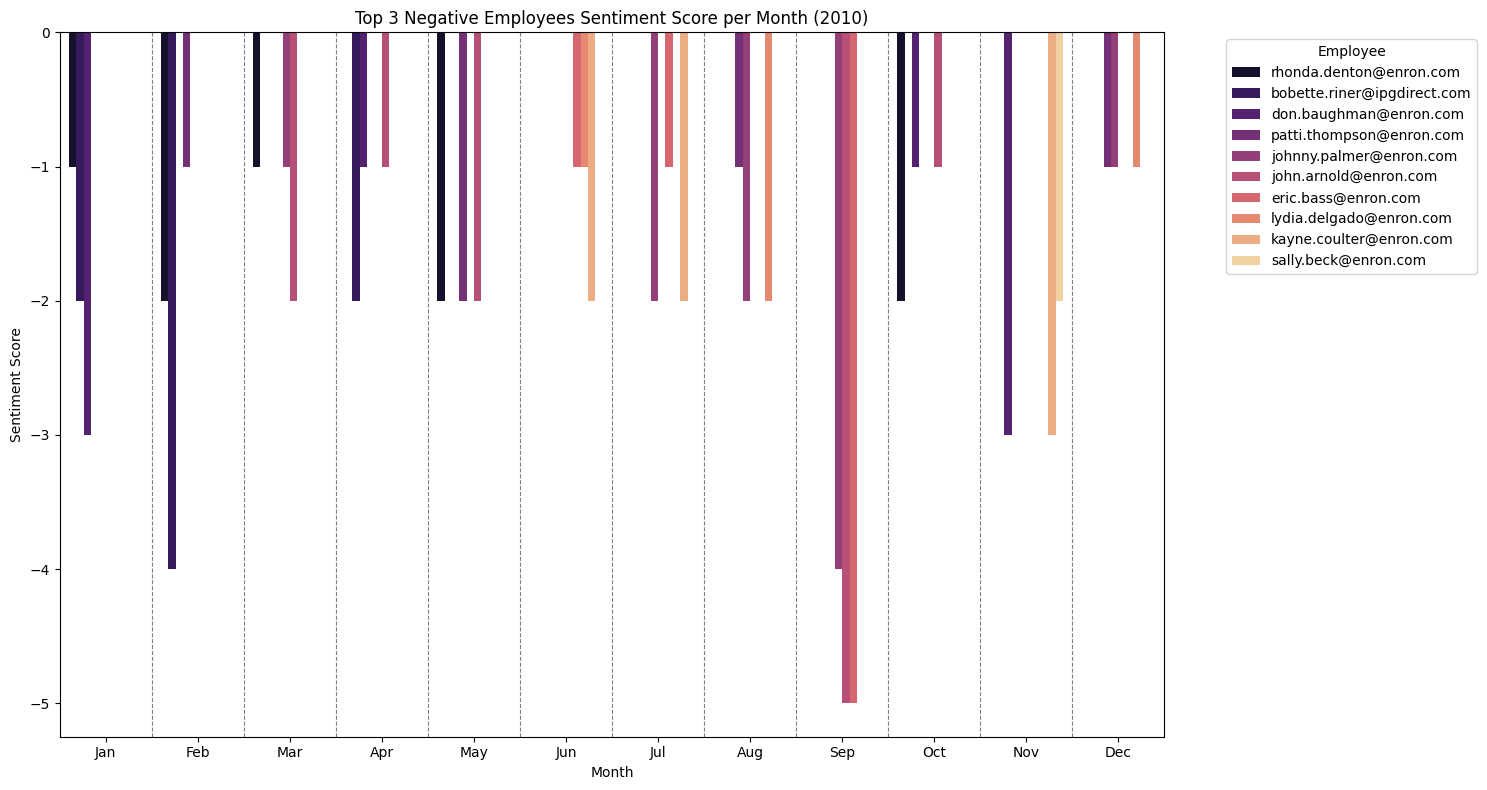 Top 3 Negative Employees Sentiment Score per Month (2010)
Sentiment Score
0
−1
−2
−3
−4
−5
Jan Feb Mar Apr May Jun Jul Aug Sep Oct Nov Dec
Month
Employee
rhonda.denton@enron.com
bobette.riner@ipgdirect.com
don.baughman@enron.com
patti.thompson@enron.com
johnny.palmer@enron.com
john.arnold@enron.com
eric.bass@enron.com
lydia.delgado@enron.com
kayne.coulter@enron.com
sally.beck@enron.com